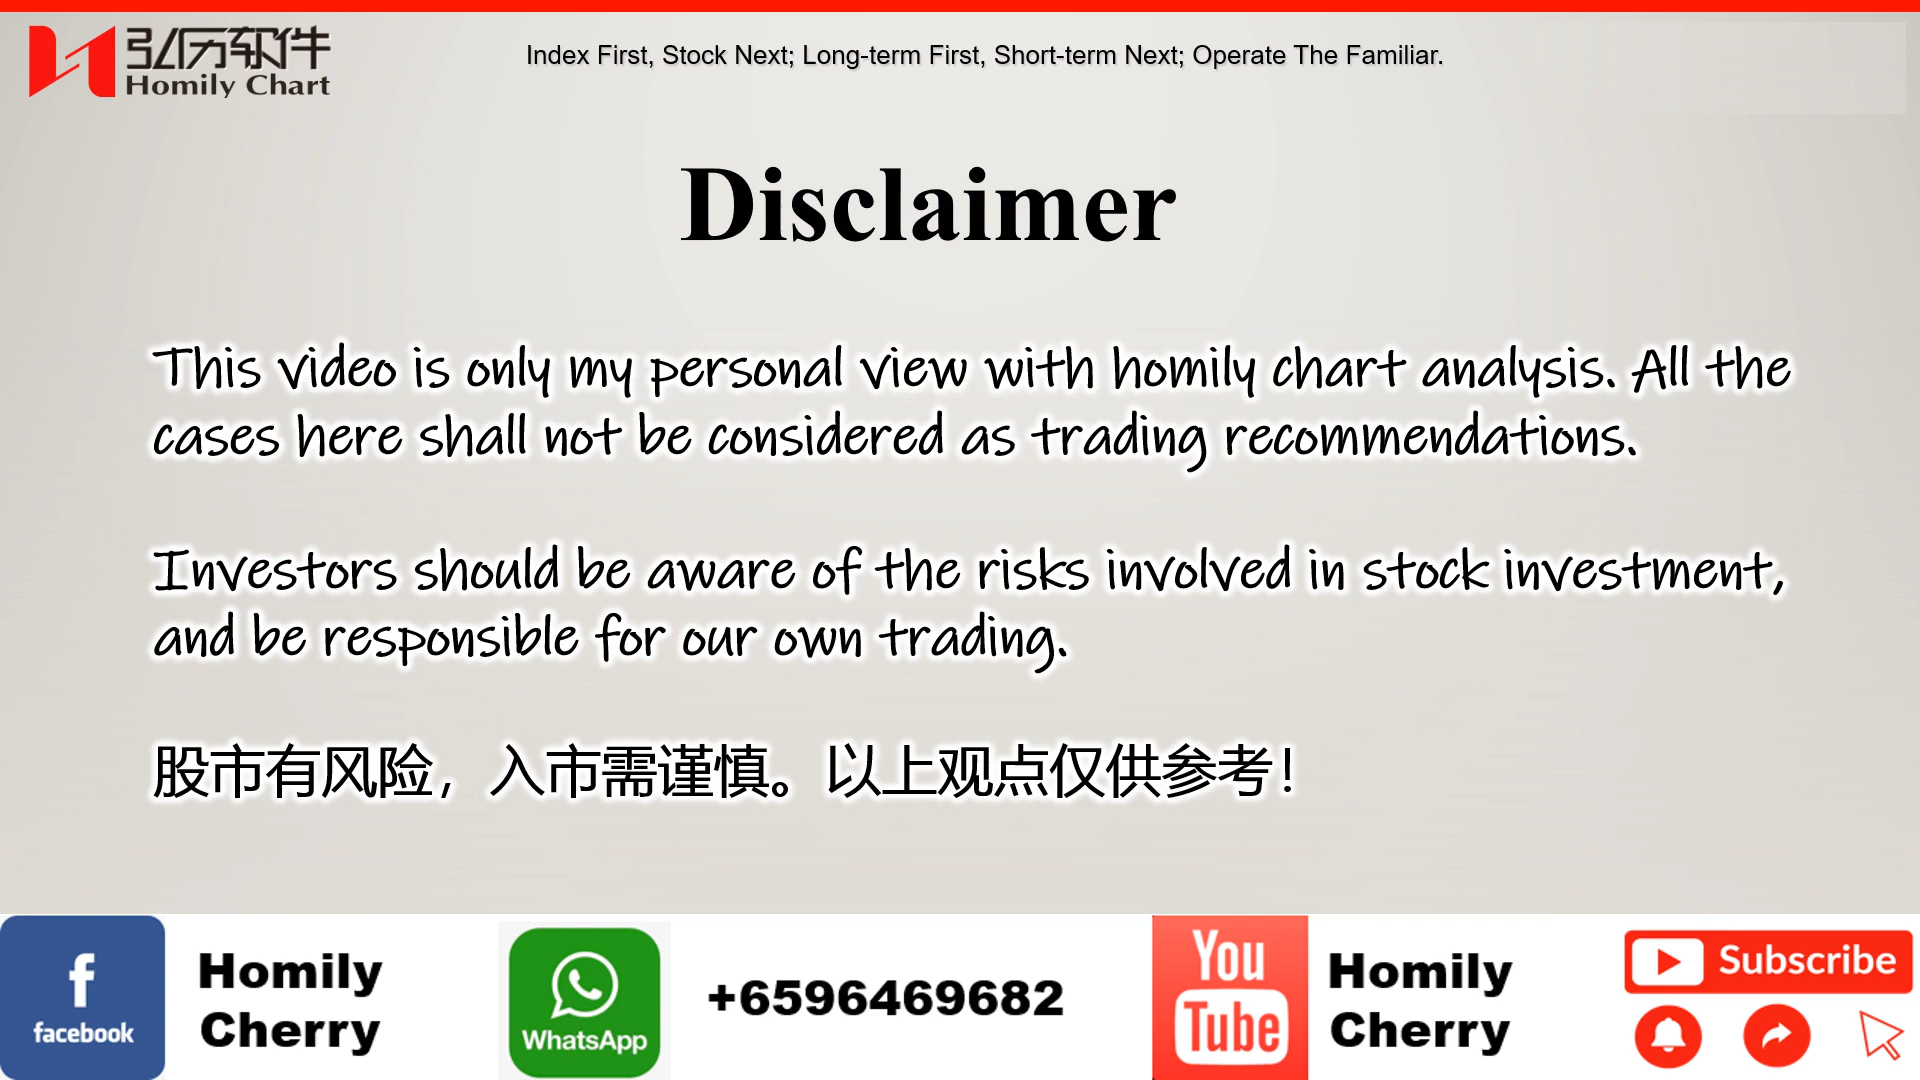 弘历软件
Homily Chart
Index First, Stock Next; Long-term First, Short-term Next; Operate The Familiar.
Disclaimer
This video is only my personal view with homily chart analysis. All the
cases here shall not be considered as trading recommendations.
Investors should be aware of the risks involved in stock investment,
and be responsible for our own trading.
股市有风险，入市需谨慎。以上观点仅供参考！
facebook
Homily
Cherry
WhatsApp
+6596469682
You
Tube
Homily
Cherry
Subscribe